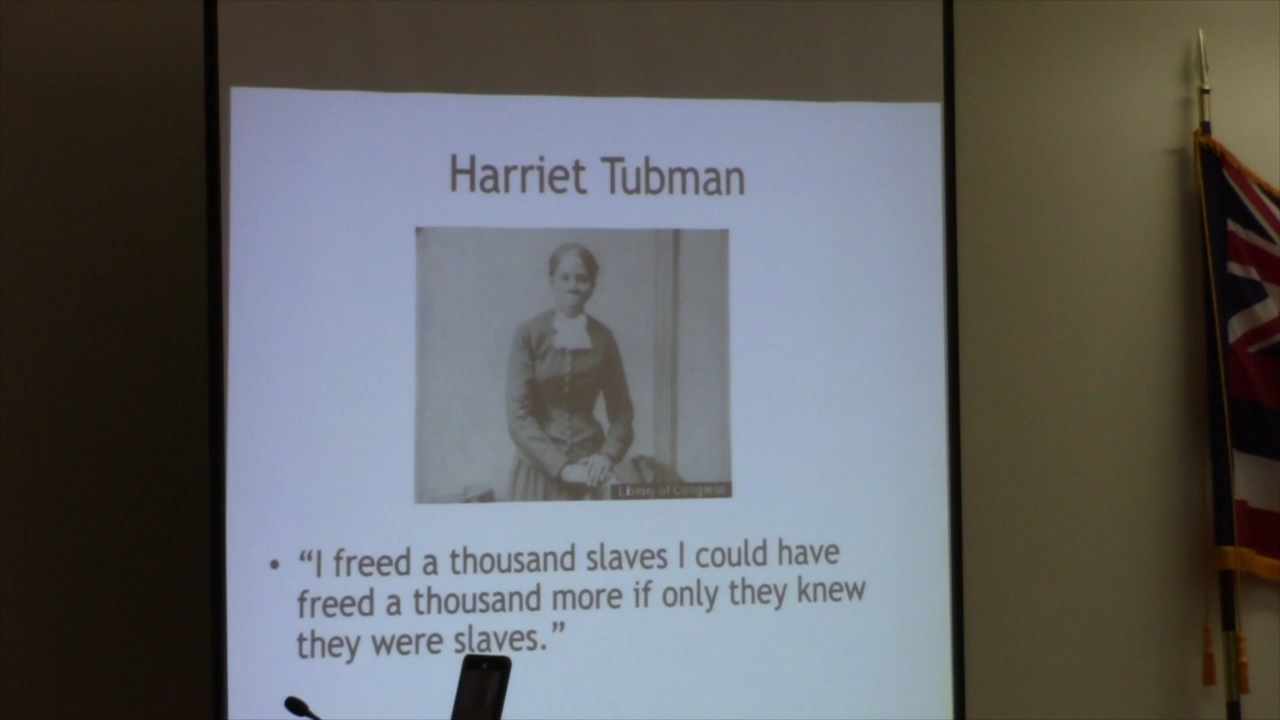 Harriet Tubman
Library of Congress
• “I freed a thousand slaves I could have
freed a thousand more if only they knew
they were slaves.”